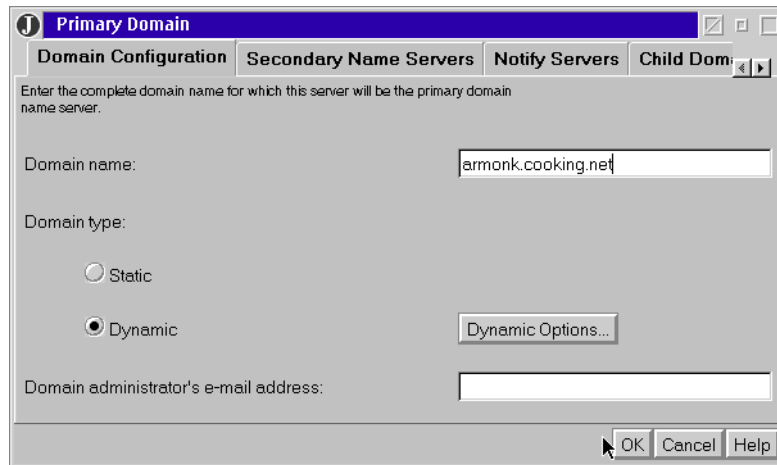 J Primary Domain
Domain Configuration Secondary Name Servers Notify Servers Child Dom
Enter the complete domain name for which this server will be the primary domain
name server.
Domain name: armonk.cooking.net
Domain type:
Static
Dynamic Dynamic Options...
Domain administrator's e-mail address:
OK Cancel Help